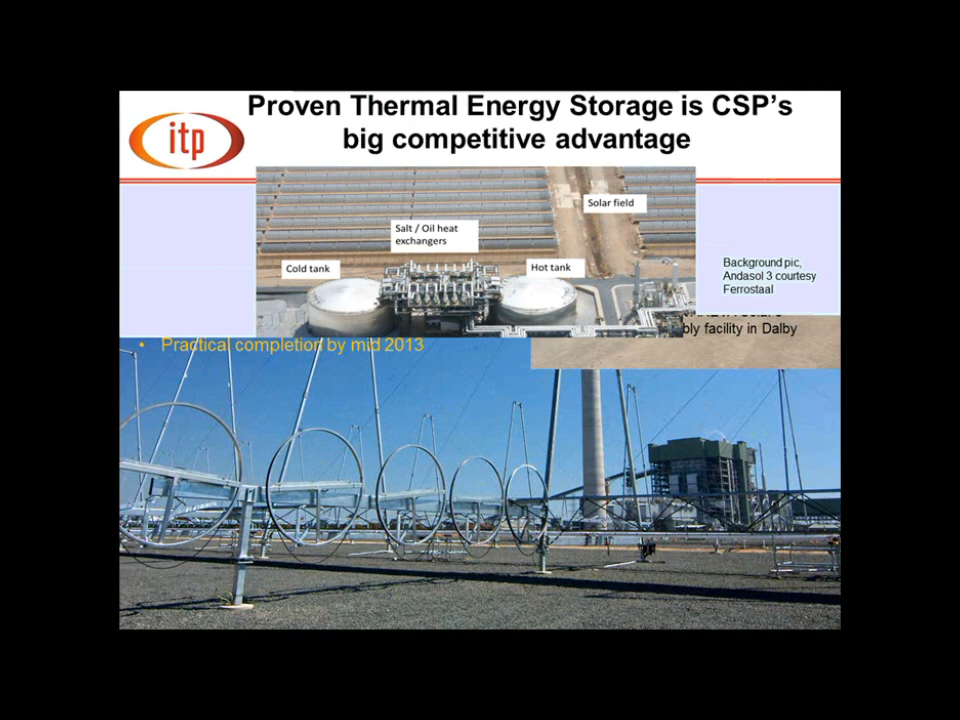 Proven Thermal Energy Storage is CSP's
big competitive advantage
itp
Solar field
Salt / Oil heat
exchangers
Cold tank
Hot tank
Background pic,
Andasol 3 courtesy
Ferrostaal
facility in Dalby
• Practical completion by mid 2013